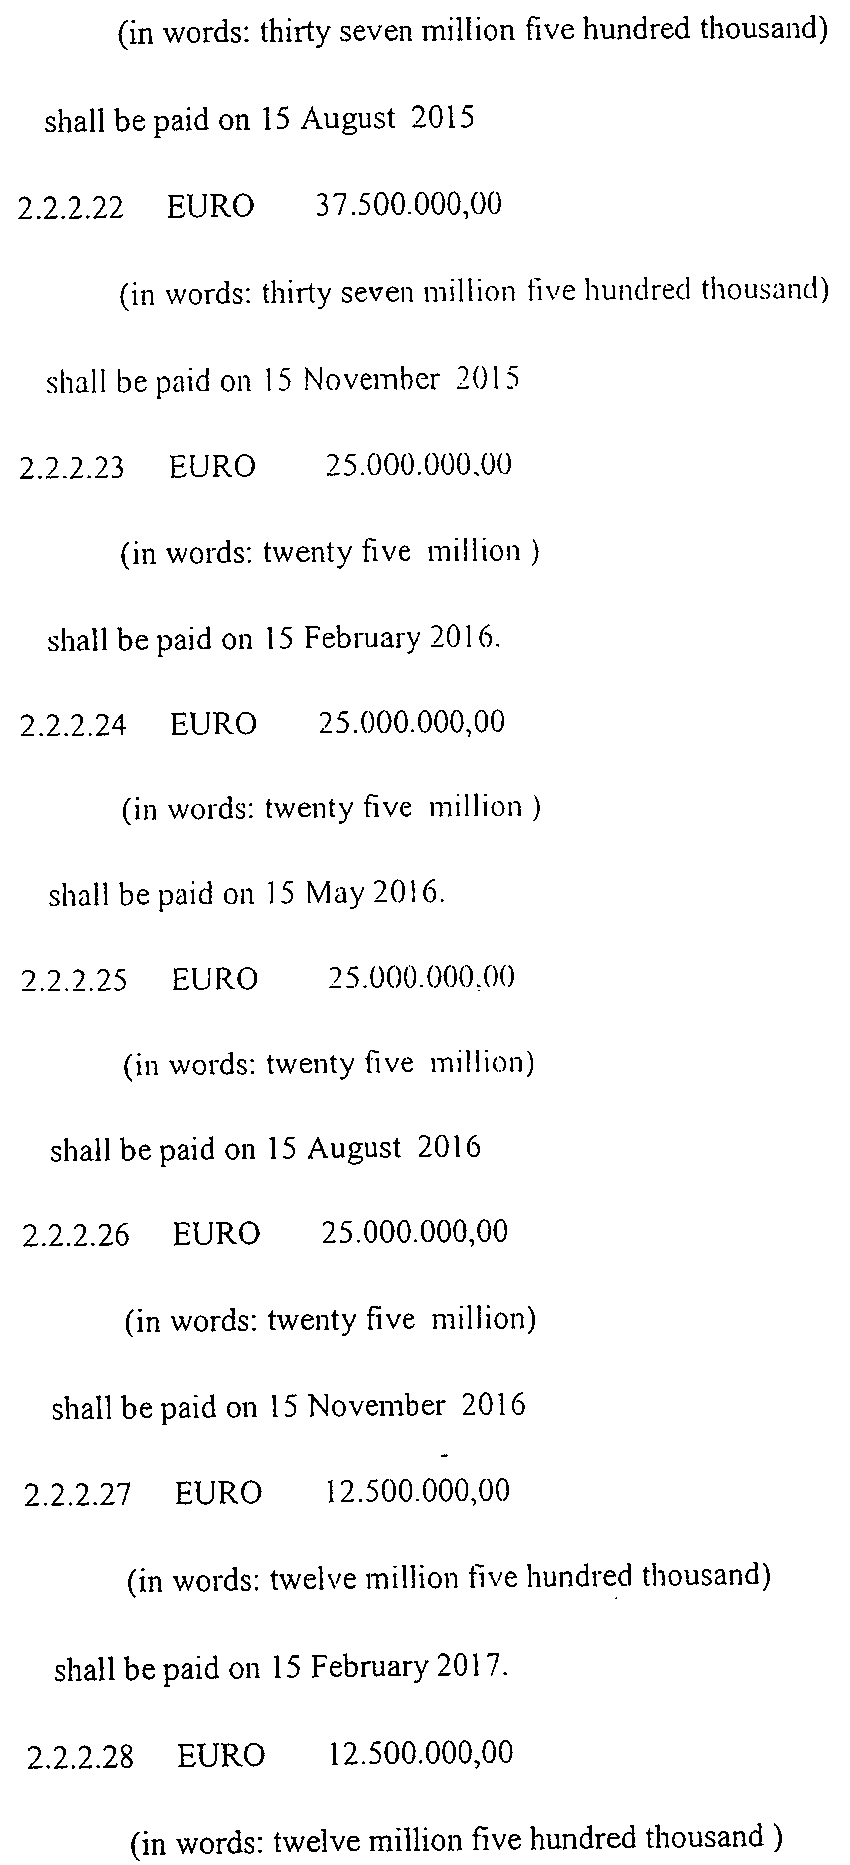 (in words: thirty seven million five hundred thousand)
shall be paid on 15 August 2015
2.2.2.22 EURO 37.500.000,00
(in words: thirty seven million five hundred thousand)
shall be paid on 15 November 2015
2.2.2.23 EURO 25.000.000,00
(in words: twenty five million )
shall be paid on 15 February 2016.
2.2.2.24 EURO 25.000.000,00
(in words: twenty five million )
shall be paid on 15 May 2016.
2.2.2.25 EURO 25.000.000,00
(in words: twenty five million)
shall be paid on 15 August 2016
2.2.2.26 EURO 25.000.000,00
(in words: twenty five million)
shall be paid on 15 November 2016
2.2.2.27 EURO 12.500.000,00
(in words: twelve million five hundred thousand)
shall be paid on 15 February 2017.
2.2.2.28 EURO 12.500.000,00
(in words: twelve million five hundred thousand )